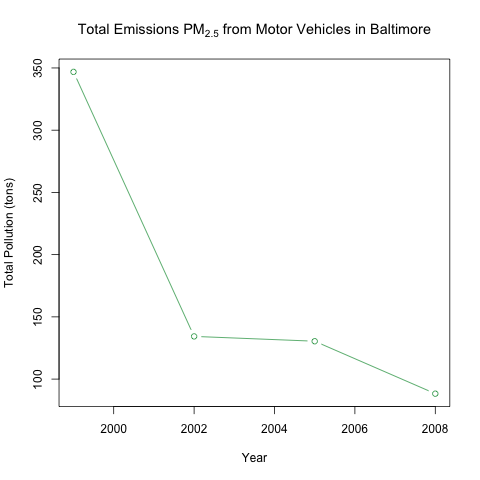 Total Emissions PM2.5 from Motor Vehicles in Baltimore
350
300
250
200
150
100
Total Pollution (tons)
2000 2002 2004 2006 2008
Year